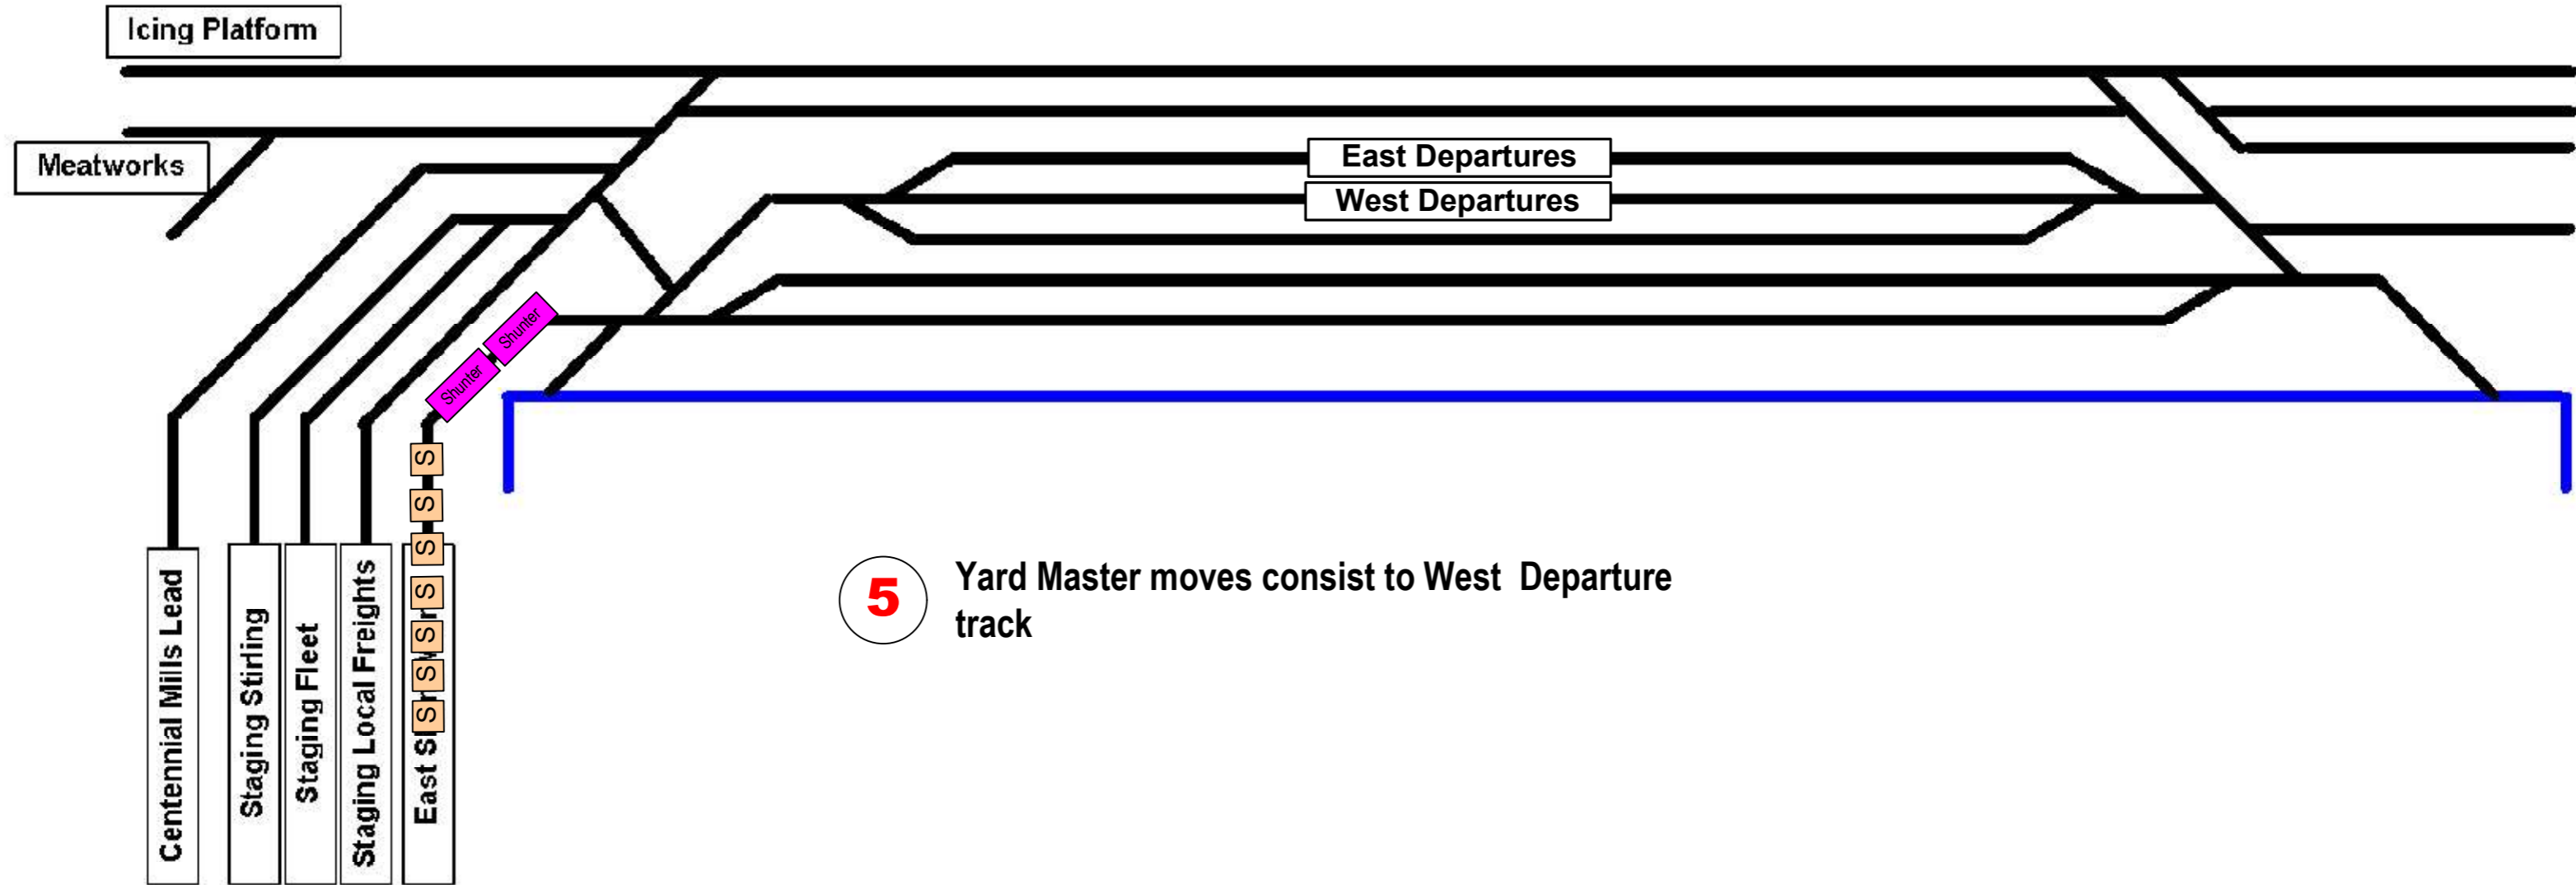 Icing Platform
Meatworks
East Departures
West Departures
Shunter
Shunter
S
S
S
S
S
S
S
5
Yard Master moves consist to West Departure
track
Centennial Mills Lead
Staging Stirling
Staging Fleet
Staging Local Freights
East